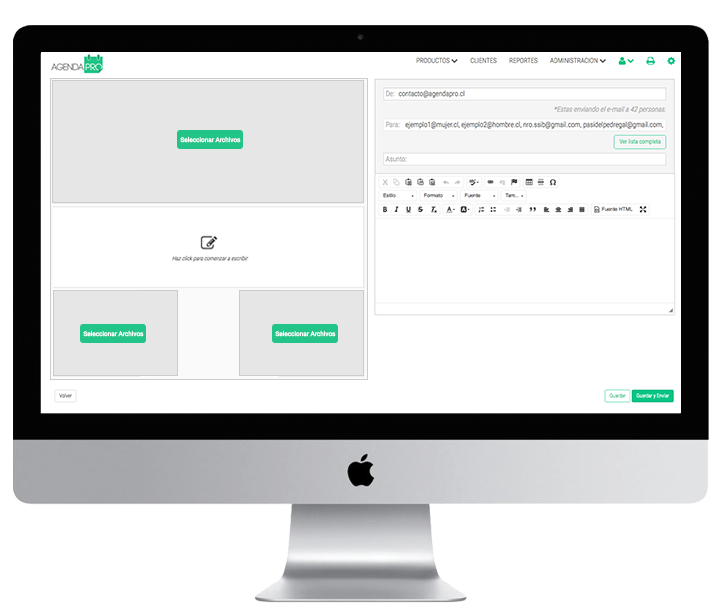 AGENDA PRO
PRODUCTOS CLIENTES REPORTES ADMINISTRACIÓN
De: contacto@agendapro.cl
*Estas enviando el e-mail a 42 personas.
Para: ejemplo1@mujer.cl, ejemplo2@hombre.cl, nro.ssib@gmail.com, pasidelpedregal@gmail.com,
Ver lista completa
Asunto:
Seleccionar Archivos
Haz click para comenzar a escribir
Seleccionar Archivos
Seleccionar Archivos
Estilo Formato Fuente Tam...
B I U S Tx A A Fuente HTML
Volver
Guardar Guardar y Enviar